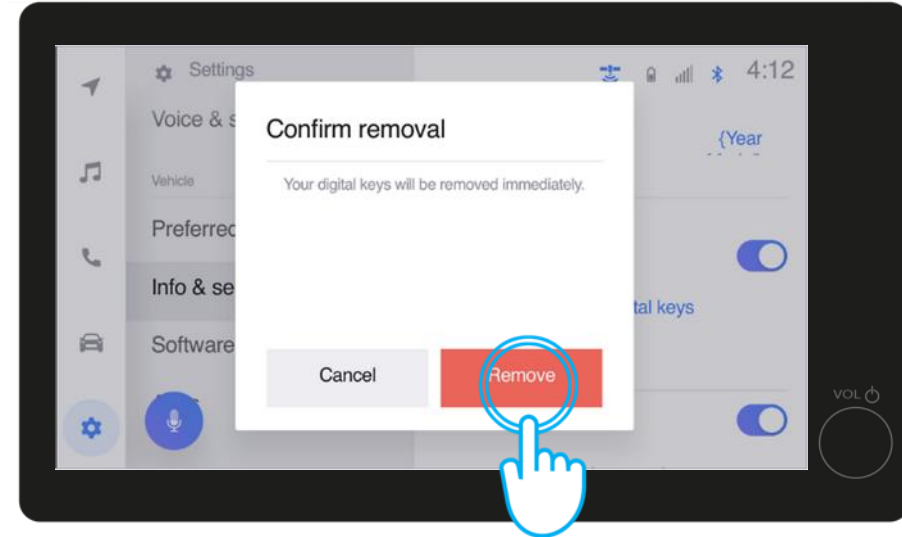 Settings
4:12
Voice & s
{Year
Vehicle
Preferred
Info & se
Software
tal keys
Confirm removal
Your digital keys will be removed immediately.
Cancel
Remove
VOL